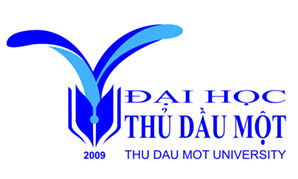 ĐẠI HỌC
THỦ DẦU MỘT
2009
THU DAU MOT UNIVERSITY